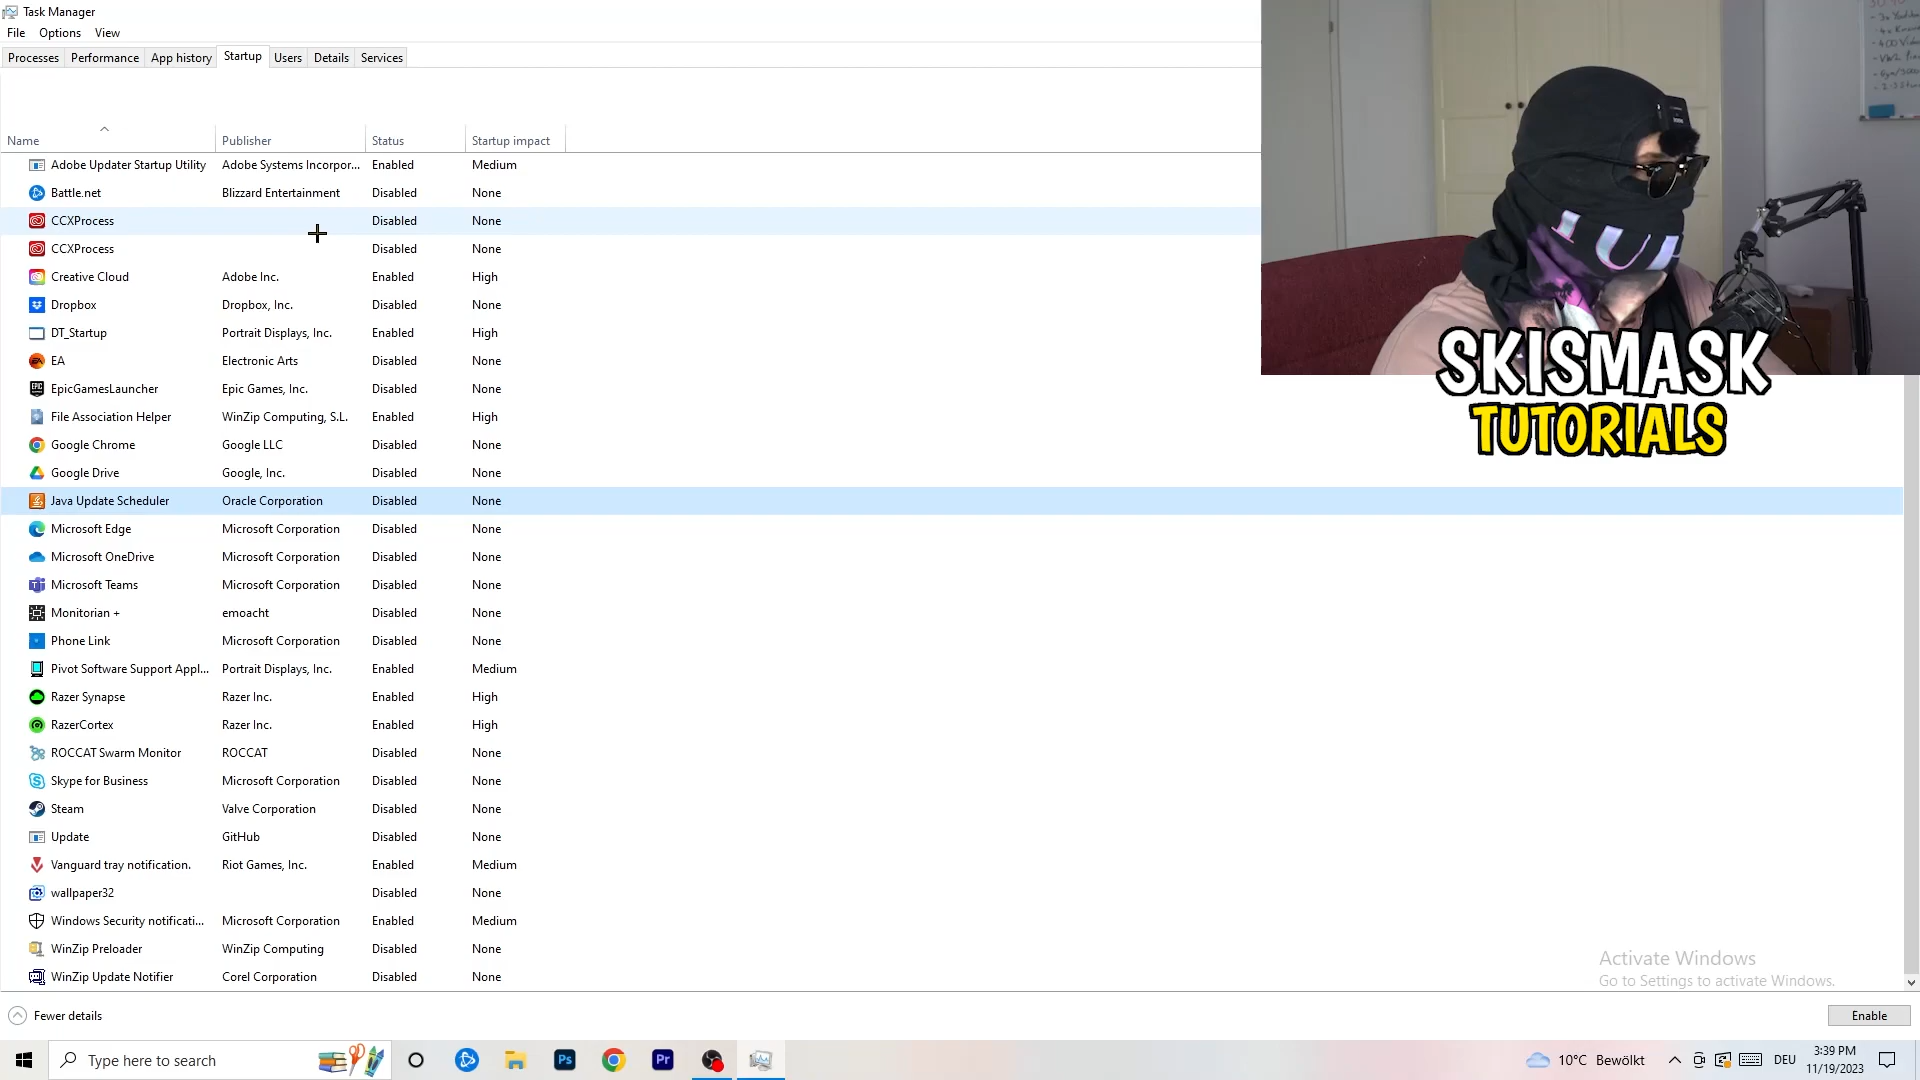 Task Manager
File Options View
Processes Performance App history Startup Users Details Services
Name Publisher Status Startup impact
Adobe Updater Startup Utility Adobe Systems Incorpor... Enabled Medium
Battle.net Blizzard Entertainment Disabled None
CCXProcess Disabled None
CCXProcess Disabled None
Creative Cloud Adobe Inc. Enabled High
Dropbox Dropbox, Inc. Disabled None
DT_Startup Portrait Displays, Inc. Enabled High
EA Electronic Arts Disabled None
EpicGamesLauncher Epic Games, Inc. Disabled None
File Association Helper WinZip Computing, S.L. Enabled High
Google Chrome Google LLC Disabled None
Google Drive Google, Inc. Disabled None
Java Update Scheduler Oracle Corporation Disabled None
Microsoft Edge Microsoft Corporation Disabled None
Microsoft OneDrive Microsoft Corporation Disabled None
Microsoft Teams Microsoft Corporation Disabled None
Monitorian + emoacht Disabled None
Phone Link Microsoft Corporation Disabled None
Pivot Software Support Appl... Portrait Displays, Inc. Enabled Medium
Razer Synapse Razer Inc. Enabled High
RazerCortex Razer Inc. Enabled High
ROCCAT Swarm Monitor ROCCAT Disabled None
Skype for Business Microsoft Corporation Disabled None
Steam Valve Corporation Disabled None
Update GitHub Disabled None
Vanguard tray notification. Riot Games, Inc. Enabled Medium
wallpaper32 Disabled None
Windows Security notificati... Microsoft Corporation Enabled Medium
WinZip Preloader WinZip Computing Disabled None
WinZip Update Notifier Corel Corporation Disabled None
SKISMASK
TUTORIALS
Activate Windows
Go to Settings to activate Windows.
Fewer details
Enable
Type here to search
Ps
Pr
10°C Bewölkt
DEU
3:39 PM
11/19/2023